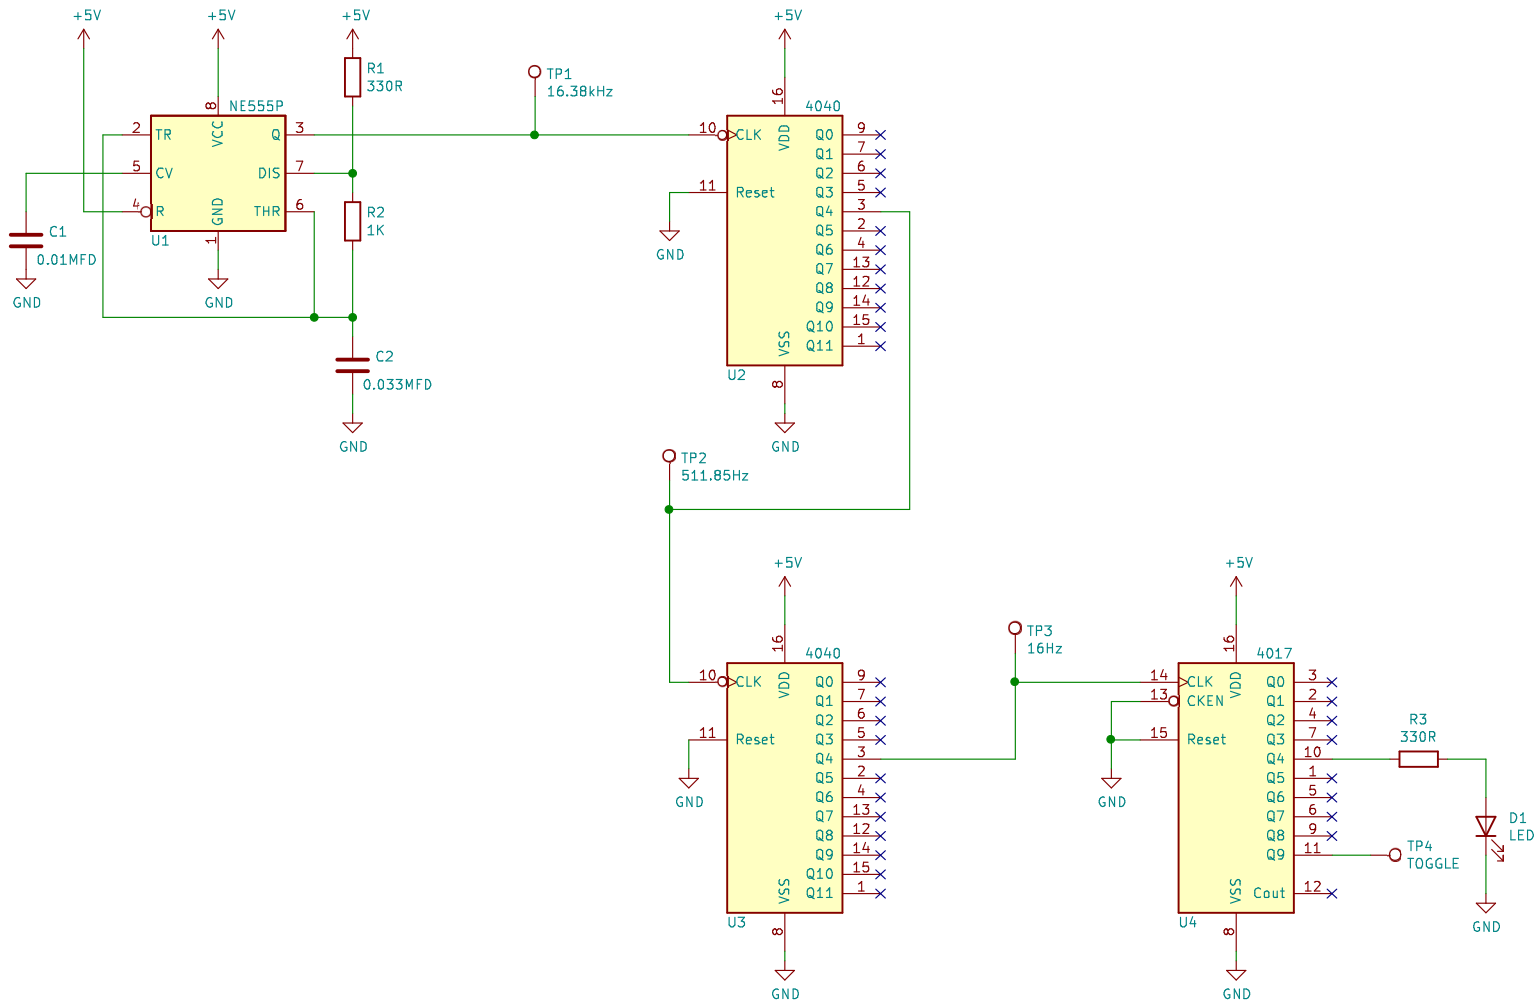 +5V
+5V
+5V
R1
330R
NE555P
8
VCC
2
TR
Q
3
5
CV
DIS
7
4
R
GND
THR
6
U1
1
GND
C1
0.01MFD
GND
R2
1K
C2
0.033MFD
GND
TP1
16.38kHz
+5V
16
4040
10
CLK
VDD
Q0
9
Q1
7
Q2
6
11
Reset
Q3
5
Q4
3
Q5
2
Q6
4
Q7
13
Q8
12
Q9
14
Q10
15
VSS
Q11
1
U2
8
GND
GND
TP2
511.85Hz
+5V
16
4040
10
CLK
VDD
Q0
9
Q1
7
Q2
6
11
Reset
Q3
5
Q4
3
Q5
2
Q6
4
Q7
13
Q8
12
Q9
14
Q10
15
VSS
Q11
1
U3
8
GND
GND
TP3
16Hz
+5V
16
4017
14
CLK
VDD
Q0
3
13
CKEN
Q1
2
Q2
4
15
Reset
Q3
7
Q4
10
Q5
1
Q6
5
Q7
6
Q8
9
Q9
11
VSS
Cout
12
U4
8
GND
GND
R3
330R
D1
LED
TP4
TOGGLE
GND